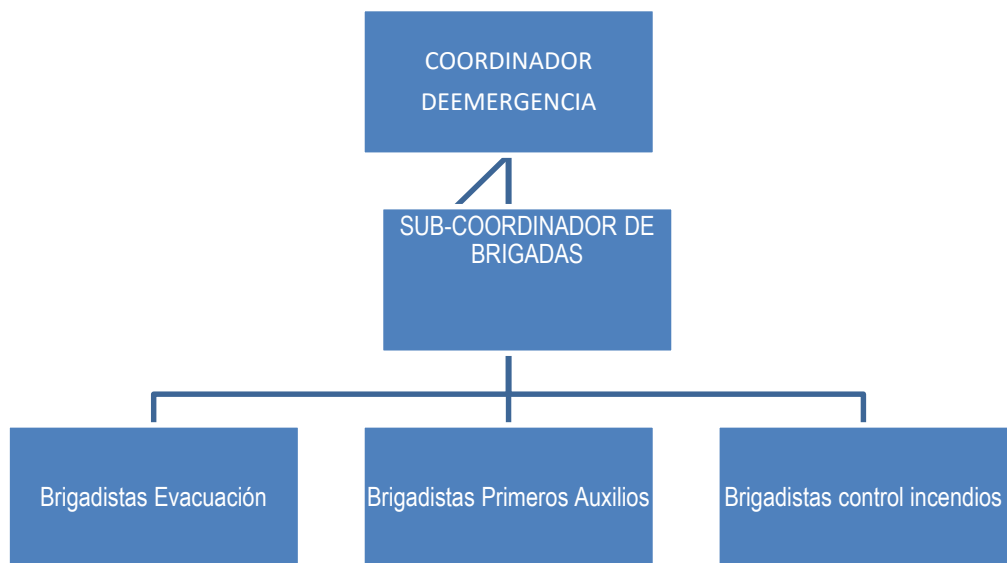 COORDINADOR
DEEMERGENCIA
SUB-COORDINADOR DE
BRIGADAS
Brigadistas Evacuación
Brigadistas Primeros Auxilios
Brigadistas control incendios